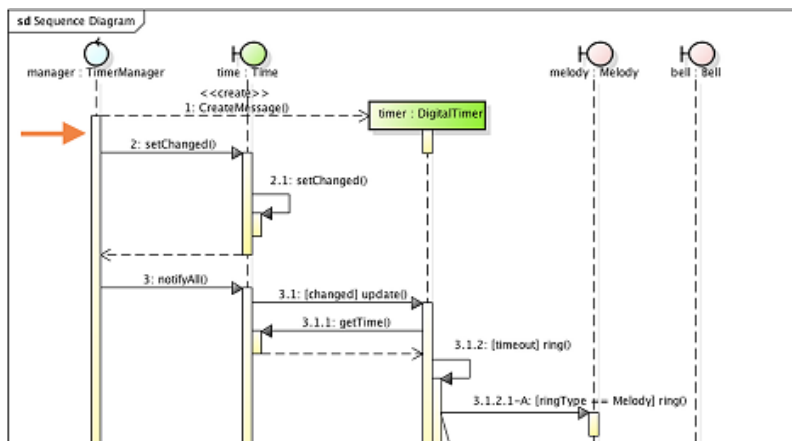 sd Sequence Diagram
manager : TimerManager
time : Time
melody : Melody
bell : Bell
<<create>>
1: CreateMessage()
timer : DigitalTimer
2: setChanged()
2.1: setChanged()
3: notifyAll()
3.1: [changed] update()
3.1.1: getTime()
3.1.2: [timeout] ring()
3.1.2.1-A: [ringType == Melody] ring()